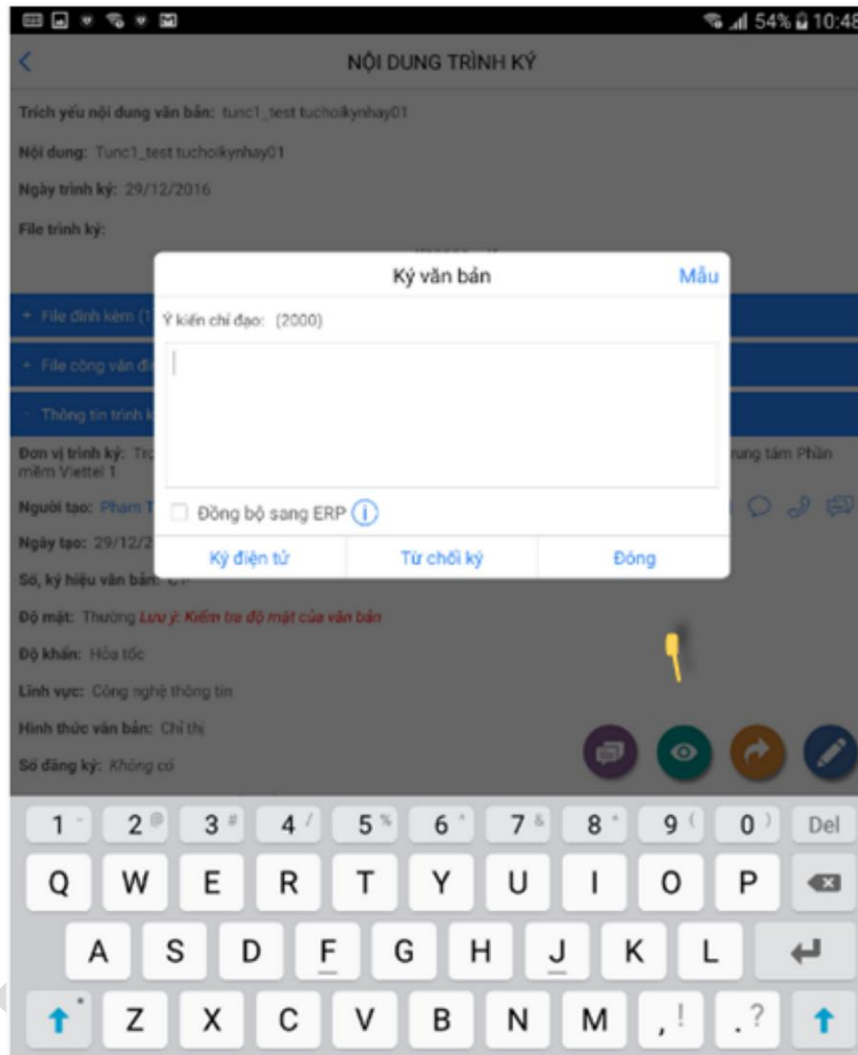 54% 10:48
NỘI DUNG TRÌNH KÝ
Trích yếu nội dung văn bản: tunc1_test tuchoikynhay01
Nội dung: Tunc1_test tuchoikynhay01
Ngày trình ký: 29/12/2016
File trình ký:
Ký văn bản Mẫu
+ File đính kèm (1
Ý kiến chỉ đạo: (2000)
+ File công văn
- Thông tin trình
Đơn vị trình ký: Phần
mềm Viettel 1
Người tạo: Phạm
Đồng bộ sang ERP i
Ngày tạo: 29/12/2
Ký điện tử Từ chối ký Đóng
Số, ký hiệu văn bản:
Độ mật: Thường Lưu ý: Kiểm tra độ mật của văn bản
Độ khẩn: Hỏa tốc
Lĩnh vực: Công nghệ thông tin
Hình thức văn bản: Chỉ thị
Số đăng ký: Không có
1 - 2 @ 3 # 4 / 5 % 6 ^ 7 & 8 * 9 ( 0 ) Del
Q W E R T Y U I O P
A S D F G H J K L
Z X C V B N M , ! . ?